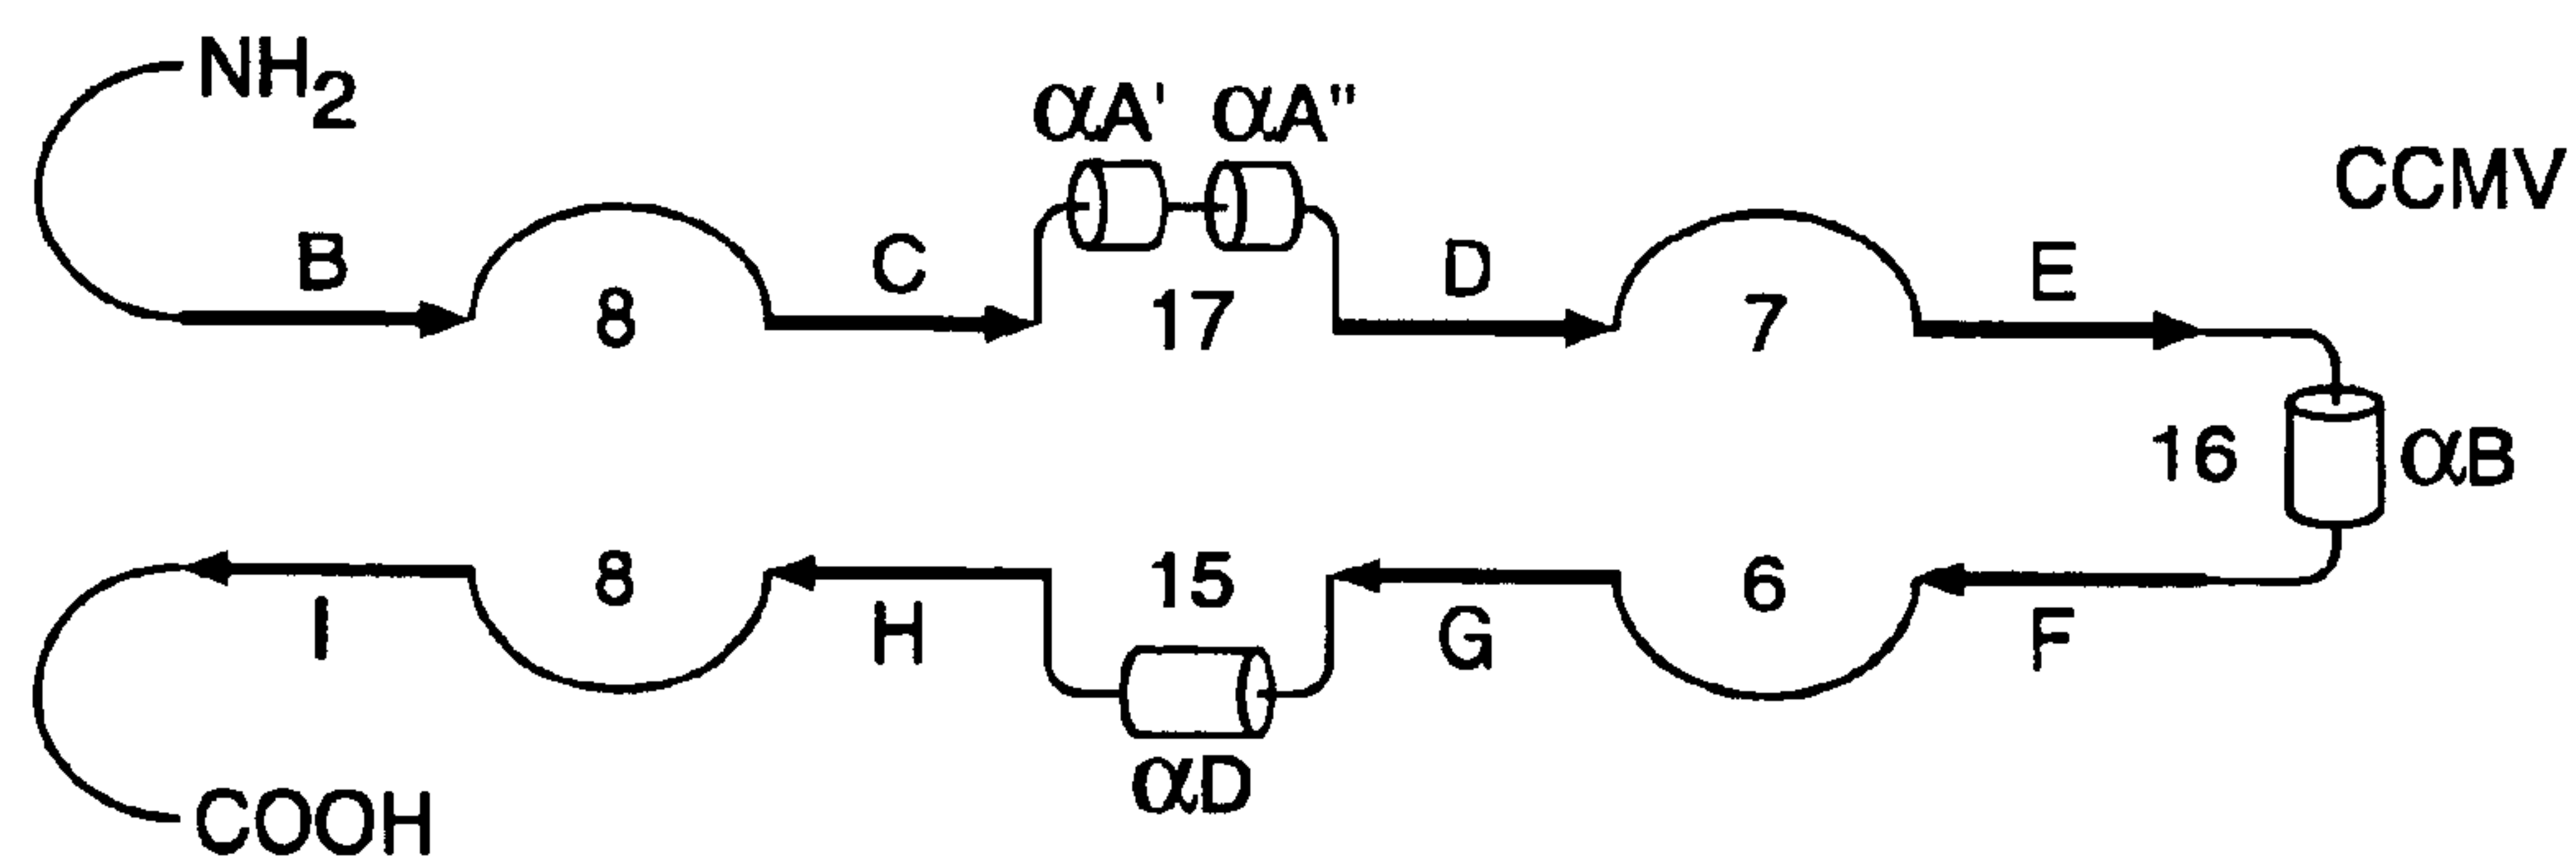 NH2
αA' αA"
CCMV
B 8 C 17 D 7 E
16 αB
I 8 H 15 G 6 F
αD
COOH